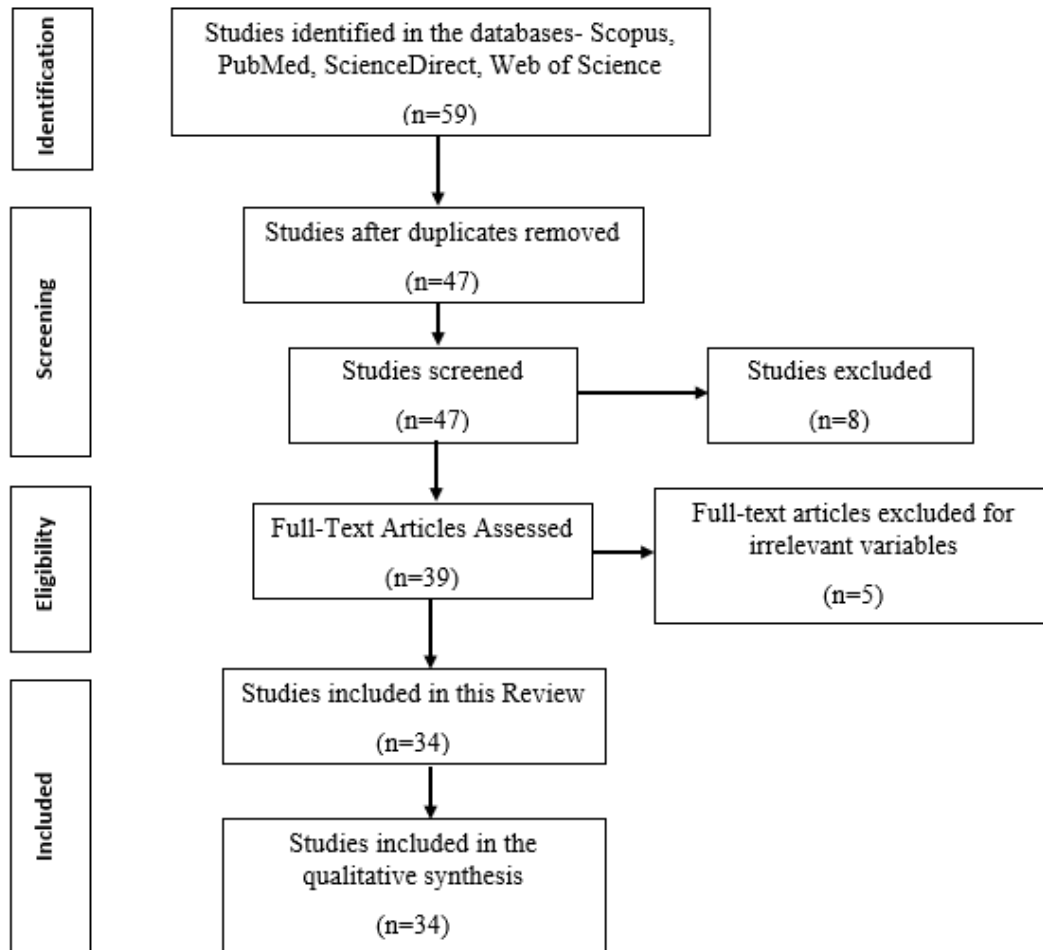 Identification
Studies identified in the databases- Scopus,
PubMed, ScienceDirect, Web of Science
(n=59)
Screening
Studies after duplicates removed
(n=47)
Studies screened
(n=47)
Studies excluded
(n=8)
Eligibility
Full-Text Articles Assessed
(n=39)
Full-text articles excluded for
irrelevant variables
(n=5)
Included
Studies included in this Review
(n=34)
Studies included in the
qualitative synthesis
(n=34)